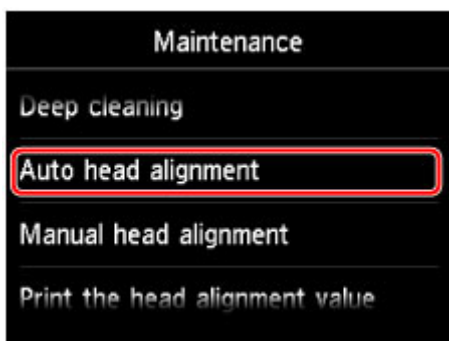 Maintenance
Deep cleaning
Auto head alignment
Manual head alignment
Print the head alignment value